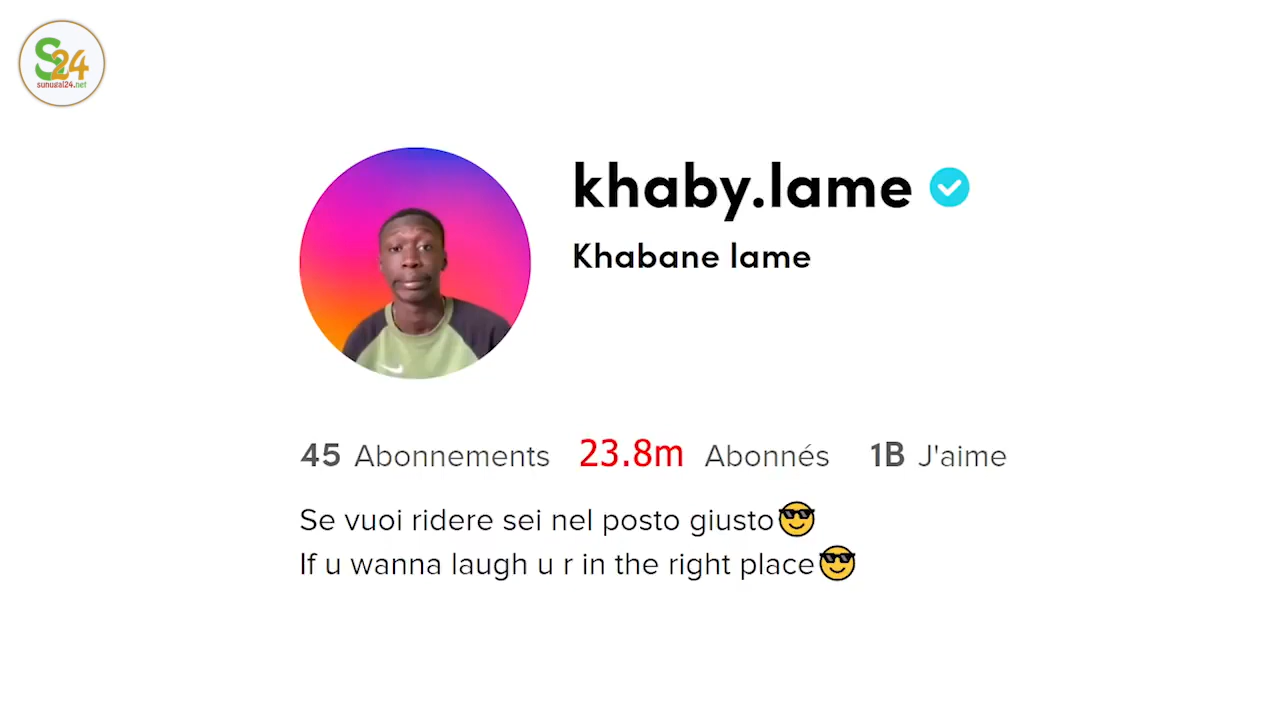 S24
sunugal24.net
khaby.lame
Khabane lame
45 Abonnements 23.8m Abonnés 1B J'aime
Se vuoi ridere sei nel posto giusto😎
If u wanna laugh u r in the right place😎